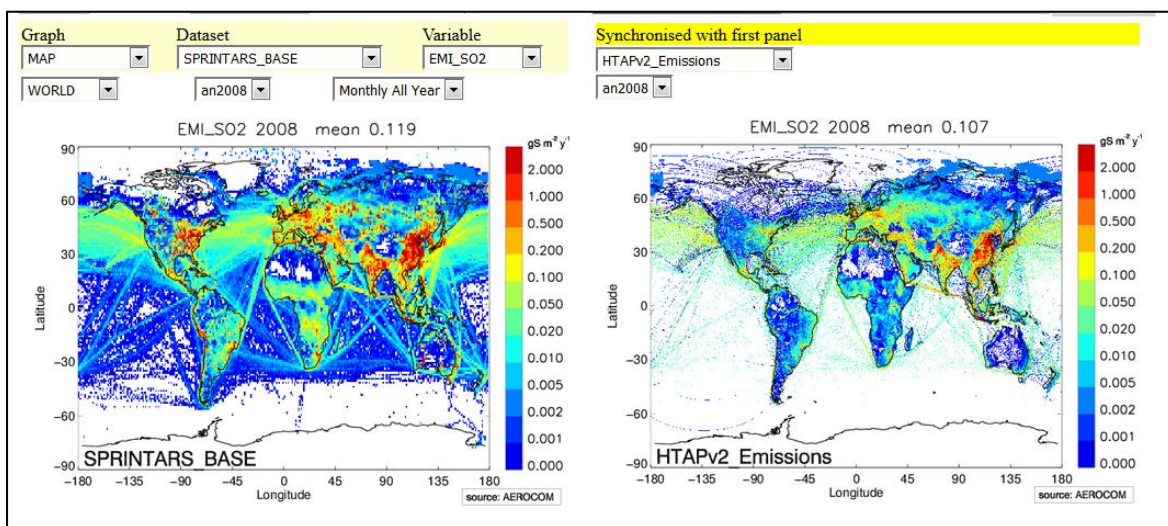 Graph Dataset Variable
MAP SPRINTARS_BASE EMI_SO2
WORLD an2008 Monthly All Year
EMI_SO2 2008 mean 0.119
gS m⁻² y⁻¹
90
60
30
0
−30
−60
−90
Latitude
2.000
1.000
0.500
0.200
0.100
0.050
0.020
0.010
0.005
0.002
0.001
0.000
SPRINTARS_BASE
−180 −135 −90 −45 0 45 90 135 180
Longitude
source: AEROCOM
Synchronised with first panel
HTAPv2_Emissions
an2008
EMI_SO2 2008 mean 0.107
gS m⁻² y⁻¹
90
60
30
0
−30
−60
−90
Latitude
2.000
1.000
0.500
0.200
0.100
0.050
0.020
0.010
0.005
0.002
0.001
0.000
HTAPv2_Emissions
−180 −135 −90 −45 0 45 90 135 180
Longitude
source: AEROCOM